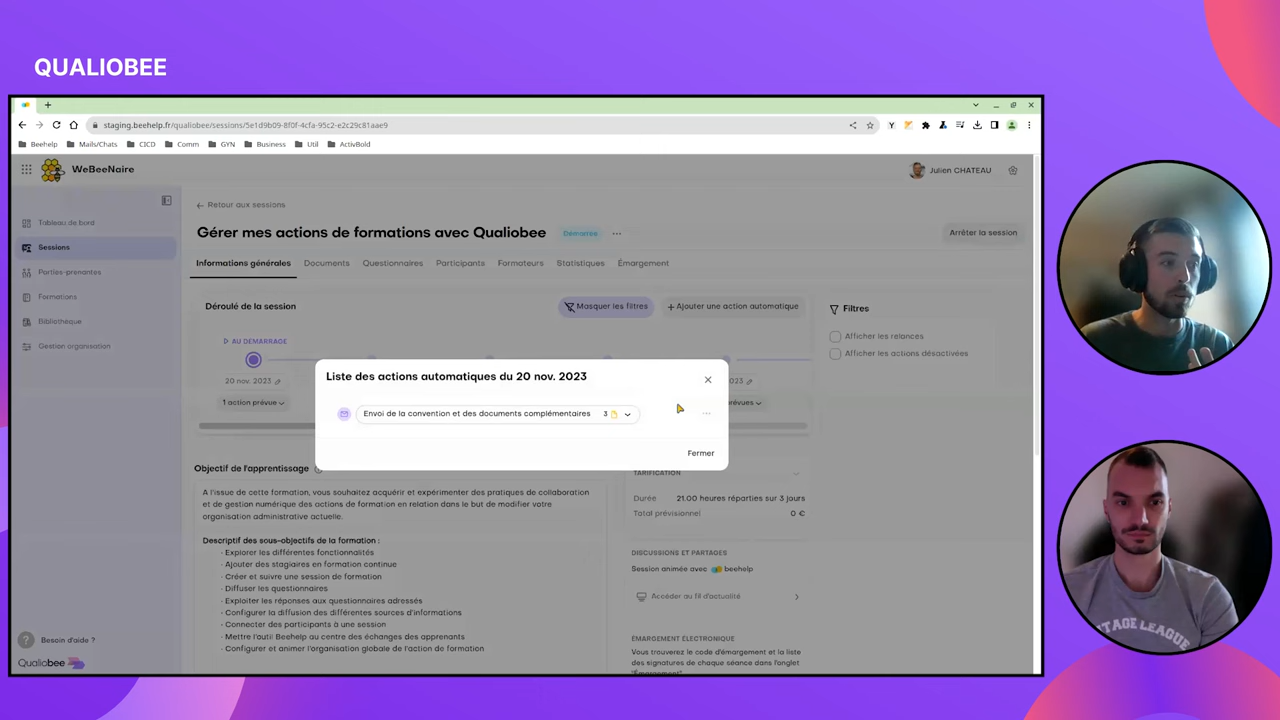 QUALIOBEE
staging.beehelp.fr/qualiobee/sessions/5e1d9b09-8f0f-4cfa-95c2-e2c29c81aae9
Beehelp Mails/Chats CICD Comm GYN Business Util ActivBold
WeBeeNaire
Julien CHATEAU
Tableau de bord
Sessions
Parties-prenantes
Formations
Bibliothèque
Gestion organisation
Besoin d'aide ?
Qualiobee
Retour aux sessions
Gérer mes actions de formations avec Qualiobee Démarrée ...
Arrêter la session
Informations générales Documents Questionnaires Participants Formateurs Statistiques Émargement
Déroulé de la session
Masquer les filtres
+ Ajouter une action automatique
Filtres
Afficher les relances
Afficher les actions désactivées
AU DÉMARRAGE
20 nov. 2023
2023
1 action prévue
prévues
Liste des actions automatiques du 20 nov. 2023
Envoi de la convention et des documents complémentaires 3
...
Fermer
Objectif de l'apprentissage
A l'issue de cette formation, vous souhaitez acquérir et expérimenter des pratiques de collaboration
et de gestion numérique des actions de formation en relation dans le but de modifier votre
organisation administrative actuelle.
Descriptif des sous-objectifs de la formation :
· Explorer les différentes fonctionnalités
· Ajouter des stagiaires en formation continue
· Créer et suivre une session de formation
· Diffuser les questionnaires
· Exploiter les réponses aux questionnaires adressés
· Configurer la diffusion des différentes sources d'informations
· Connecter des participants à une session
· Mettre l'outil Beehelp au centre des échanges des apprenants
· Configurer et animer l'organisation globale de l'action de formation
TARIFICATION
Durée 21.00 heures réparties sur 3 jours
Total prévisionnel 0 €
DISCUSSIONS ET PARTAGES
Session animée avec beehelp
Accéder au fil d'actualité
ÉMARGEMENT ÉLECTRONIQUE
Vous trouverez le code d'émargement et la liste
des signatures de chaque séance dans l'onglet
"Émargement"